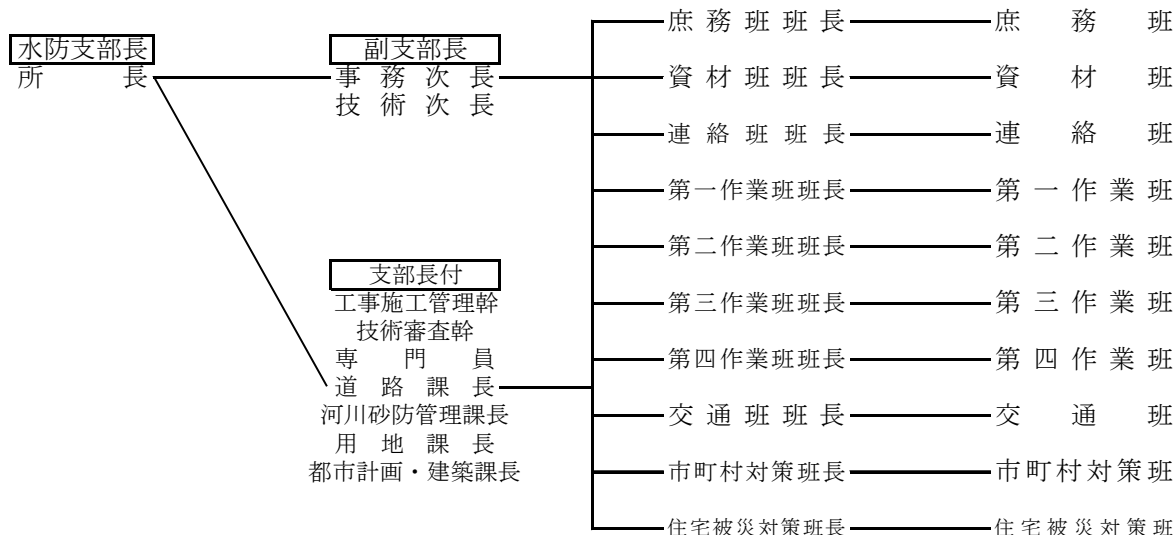 水防支部長
所長
副支部長
事務次長
技術次長
支部長付
工事施工管理幹
技術審査幹
専門員
道路課長
河川砂防管理課長
用地課長
都市計画・建築課長
庶務班班長
庶務班
資材班班長
資材班
連絡班班長
連絡班
第一作業班班長
第一作業班
第二作業班班長
第二作業班
第三作業班班長
第三作業班
第四作業班班長
第四作業班
交通班班長
交通班
市町村対策班長
市町村対策班
住宅被災対策班長
住宅被災対策班